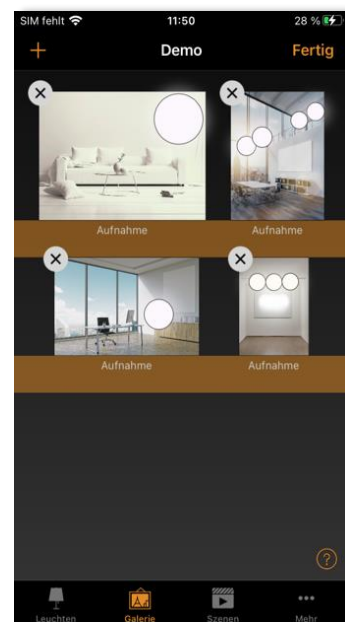 SIM fehlt 11:50 28 %
+ Demo Fertig
Aufnahme Aufnahme
Aufnahme Aufnahme
?
Leuchten Galerie Szenen Mehr